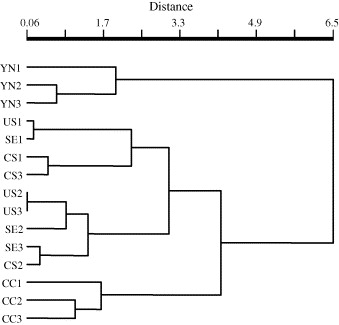 Distance
0.06 1.7 3.3 4.9 6.5
YN1
YN2
YN3
US1
SE1
CS1
CS3
US2
US3
SE2
SE3
CS2
CC1
CC2
CC3